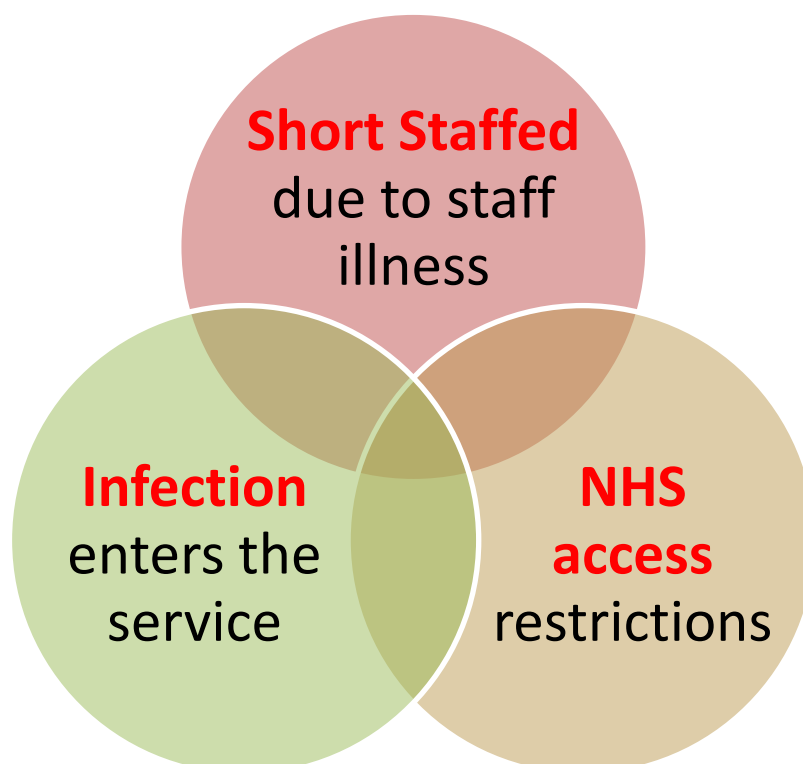 Short Staffed
due to staff
illness
Infection
enters the
service
NHS
access
restrictions